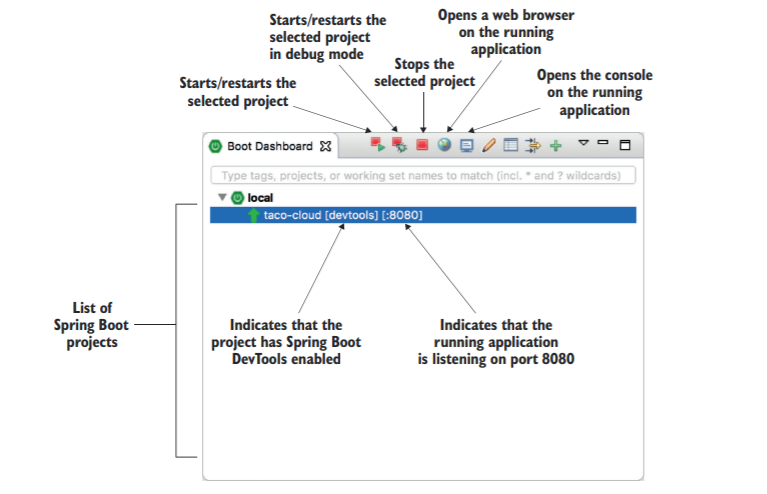 Starts/restarts the
selected project
in debug mode
Opens a web browser
on the running
application
Stops the
selected project
Starts/restarts the
selected project
Opens the console
on the running
application
Boot Dashboard
Type tags, projects, or working set names to match (incl. * and ? wildcards)
local
taco-cloud [devtools] [:8080]
List of
Spring Boot
projects
Indicates that the
project has Spring Boot
DevTools enabled
Indicates that the
running application
is listening on port 8080